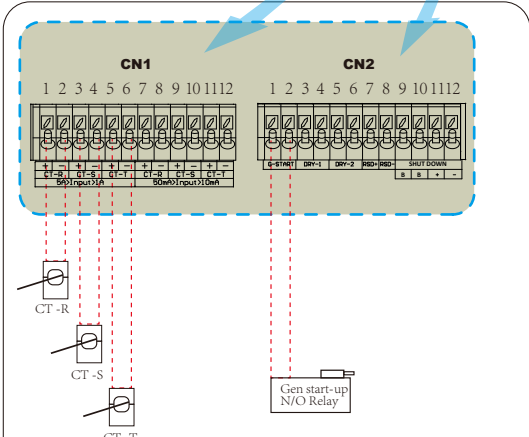 CN1 CN2
1 2 3 4 5 6 7 8 9 10 11 12 1 2 3 4 5 6 7 8 9 10 11 12
+ - + - + - + - + - + -
CT-R CT-S CT-T CT-R CT-S CT-T
5A>Input>1A 50mA>Input>10mA
G-START DRY-1 DRY-2 RSD+ RSD- SHUT DOWN
B B + -
CT -R
CT -S
CT -T
Gen start-up
N/O Relay